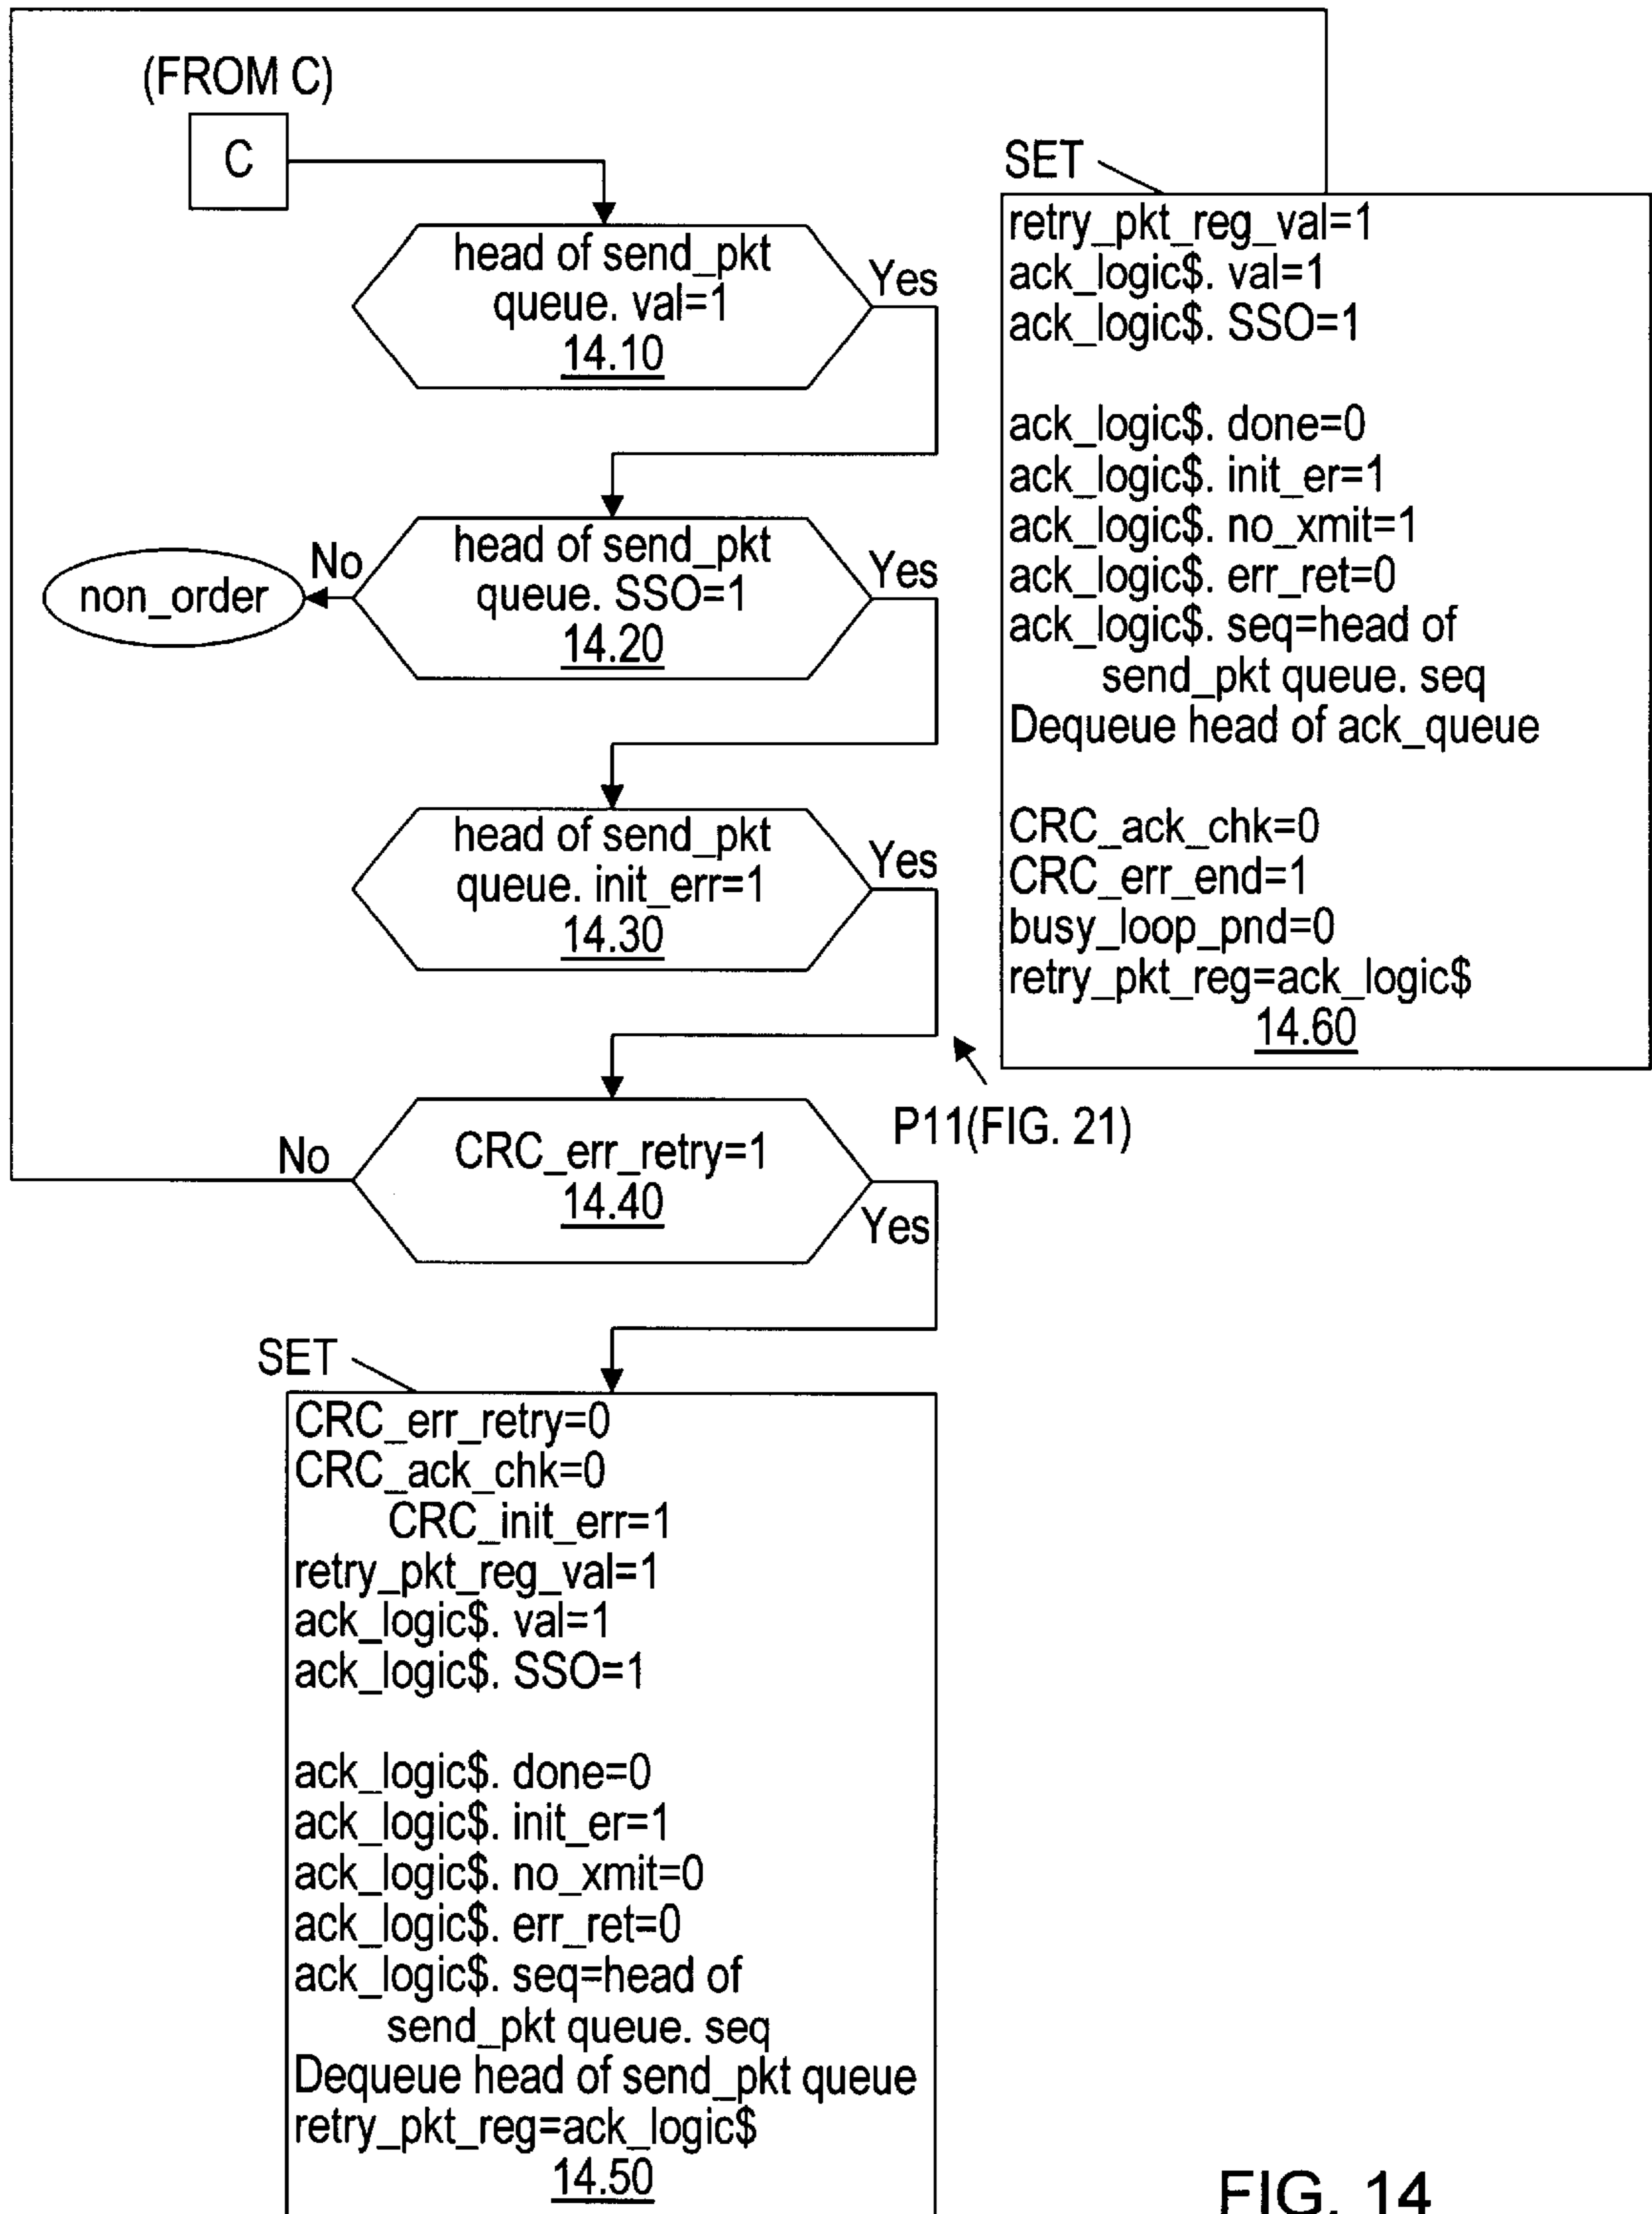 (FROM C)
C
head of send_pkt
queue. val=1
14.10
Yes
head of send_pkt
queue. SSO=1
14.20
No
Yes
non_order
head of send_pkt
queue. init_err=1
14.30
Yes
P11(FIG. 21)
CRC_err_retry=1
14.40
No
Yes
SET
retry_pkt_reg_val=1
ack_logic$. val=1
ack_logic$. SSO=1
ack_logic$. done=0
ack_logic$. init_er=1
ack_logic$. no_xmit=1
ack_logic$. err_ret=0
ack_logic$. seq=head of
send_pkt queue. seq
Dequeue head of ack_queue
CRC_ack_chk=0
CRC_err_end=1
busy_loop_pnd=0
retry_pkt_reg=ack_logic$
14.60
SET
CRC_err_retry=0
CRC_ack_chk=0
CRC_init_err=1
retry_pkt_reg_val=1
ack_logic$. val=1
ack_logic$. SSO=1
ack_logic$. done=0
ack_logic$. init_er=1
ack_logic$. no_xmit=0
ack_logic$. err_ret=0
ack_logic$. seq=head of
send_pkt queue. seq
Dequeue head of send_pkt queue
retry_pkt_reg=ack_logic$
14.50
FIG. 14